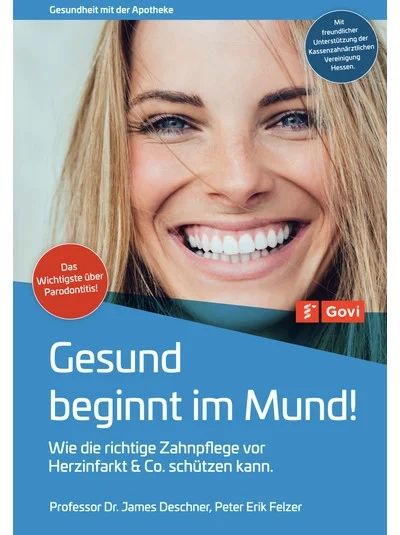 Gesundheit mit der Apotheke
Mit
freundlicher
Unterstützung der
Kassenzahnärztlichen
Vereinigung
Hessen.
Das
Wichtigste über
Parodontitis!
Govi
Gesund
beginnt im Mund!
Wie die richtige Zahnpflege vor
Herzinfarkt & Co. schützen kann.
Professor Dr. James Deschner, Peter Erik Felzer